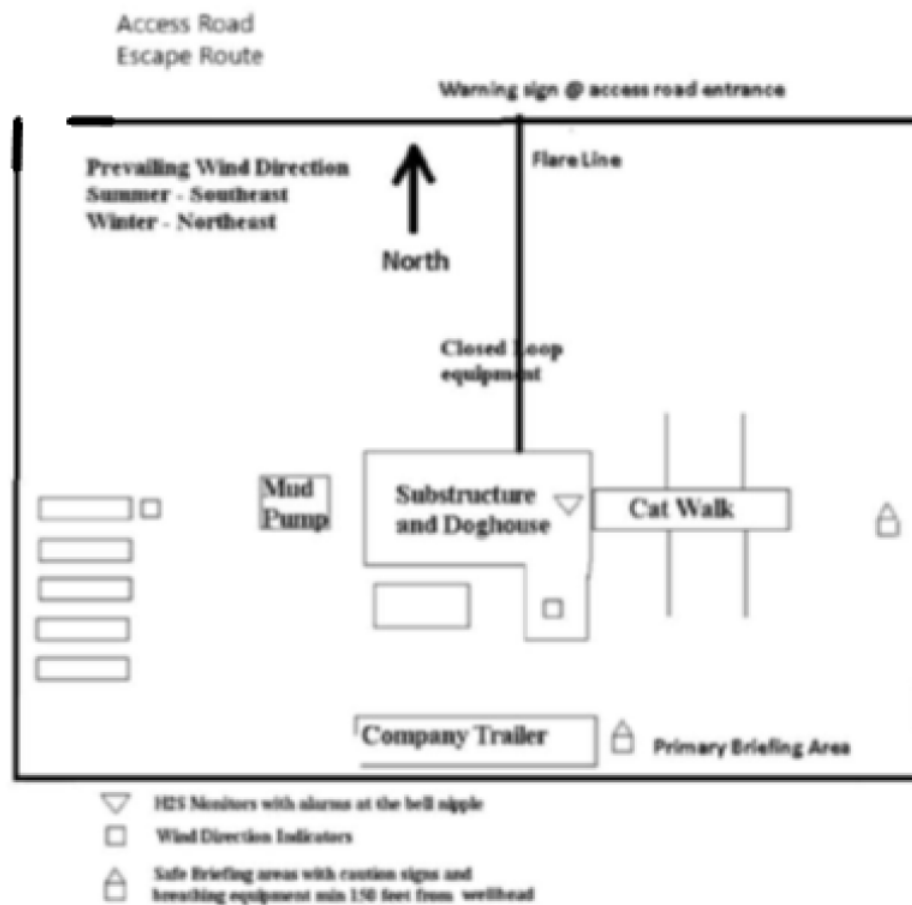 Access Road
Escape Route
Warning sign @ access road entrance
Prevailing Wind Direction
Summer - Southeast
Winter - Northeast
Flare Line
North
Closed Loop
equipment
Mud
Pump
Substructure
and Doghouse
Cat Walk
Company Trailer
Primary Briefing Area
H2S Monitors with alarms at the bell nipple
Wind Direction Indicators
Safe Briefing areas with caution signs and
breathing equipment min 150 feet from wellhead